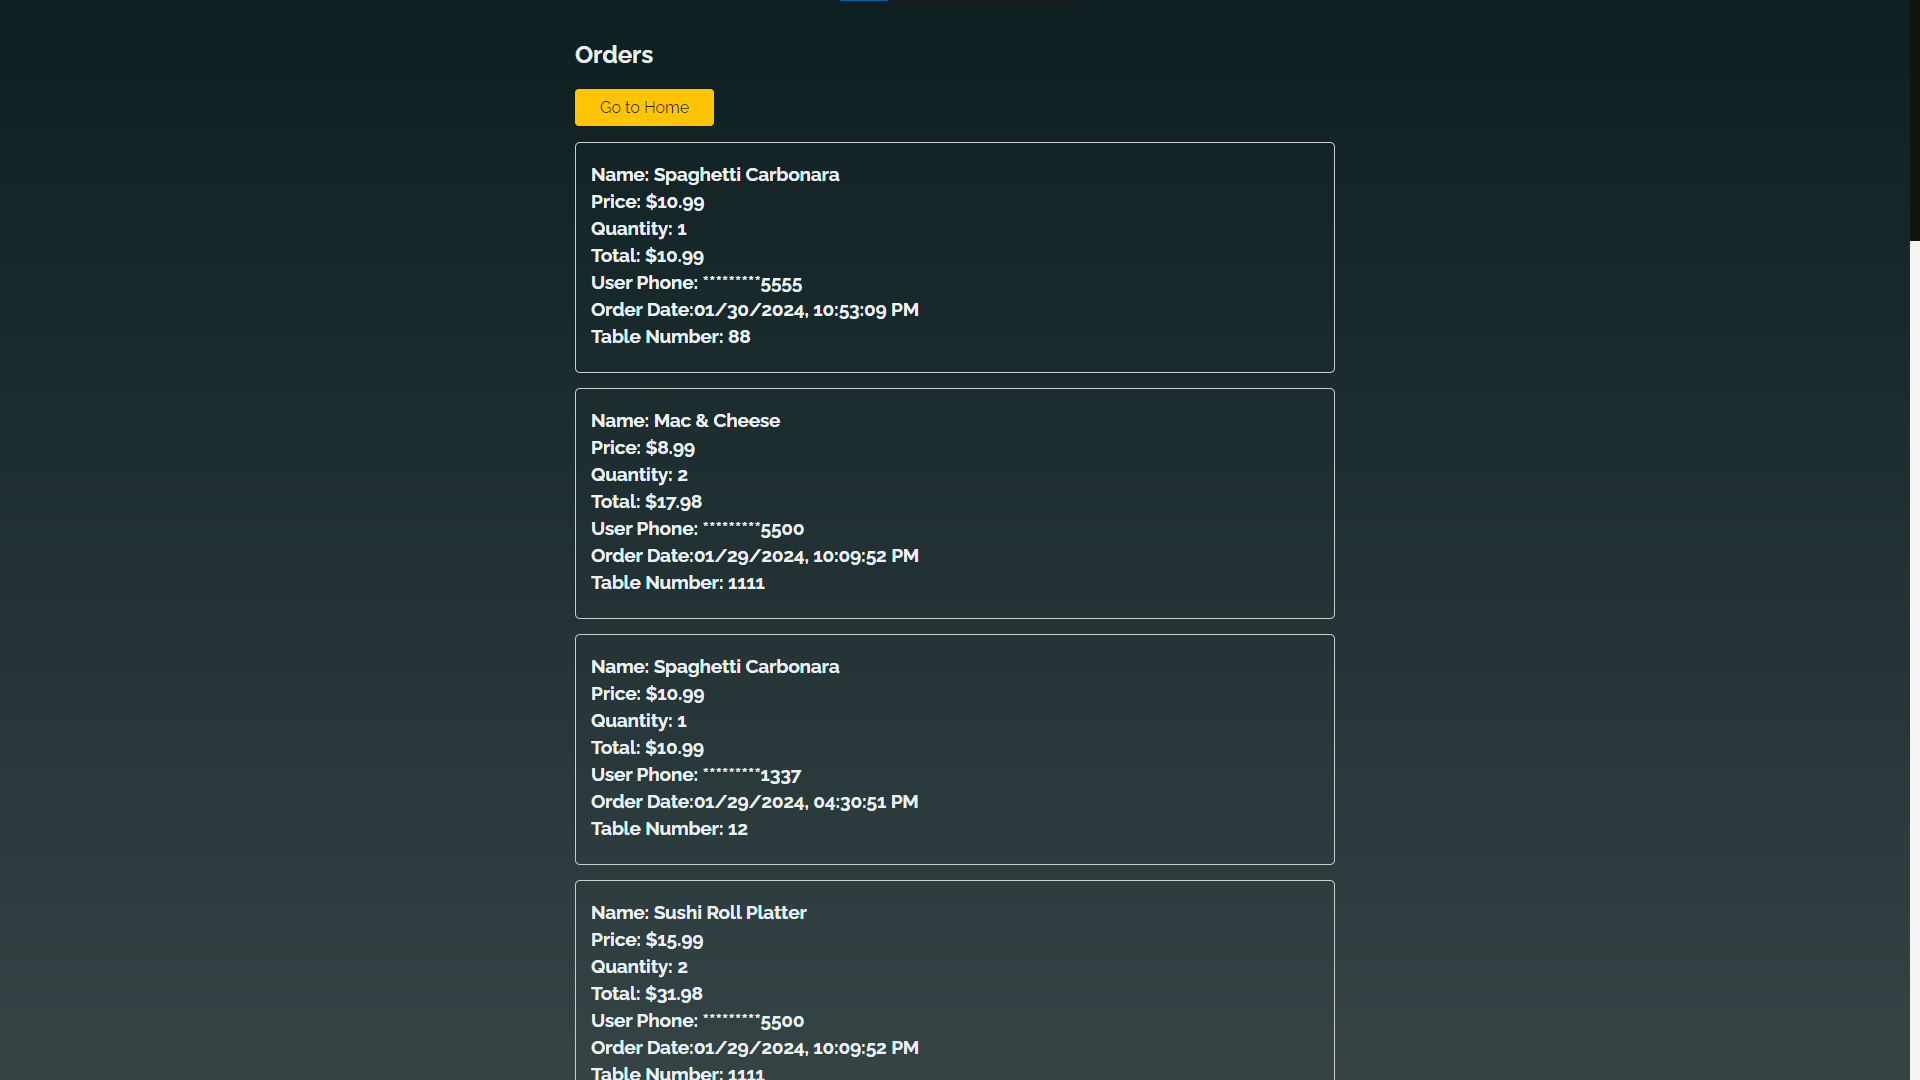 Orders
Go to Home
Name: Spaghetti Carbonara
Price: $10.99
Quantity: 1
Total: $10.99
User Phone: *********5555
Order Date:01/30/2024, 10:53:09 PM
Table Number: 88
Name: Mac & Cheese
Price: $8.99
Quantity: 2
Total: $17.98
User Phone: *********5500
Order Date:01/29/2024, 10:09:52 PM
Table Number: 1111
Name: Spaghetti Carbonara
Price: $10.99
Quantity: 1
Total: $10.99
User Phone: *********1337
Order Date:01/29/2024, 04:30:51 PM
Table Number: 12
Name: Sushi Roll Platter
Price: $15.99
Quantity: 2
Total: $31.98
User Phone: *********5500
Order Date:01/29/2024, 10:09:52 PM
Table Number: 1111